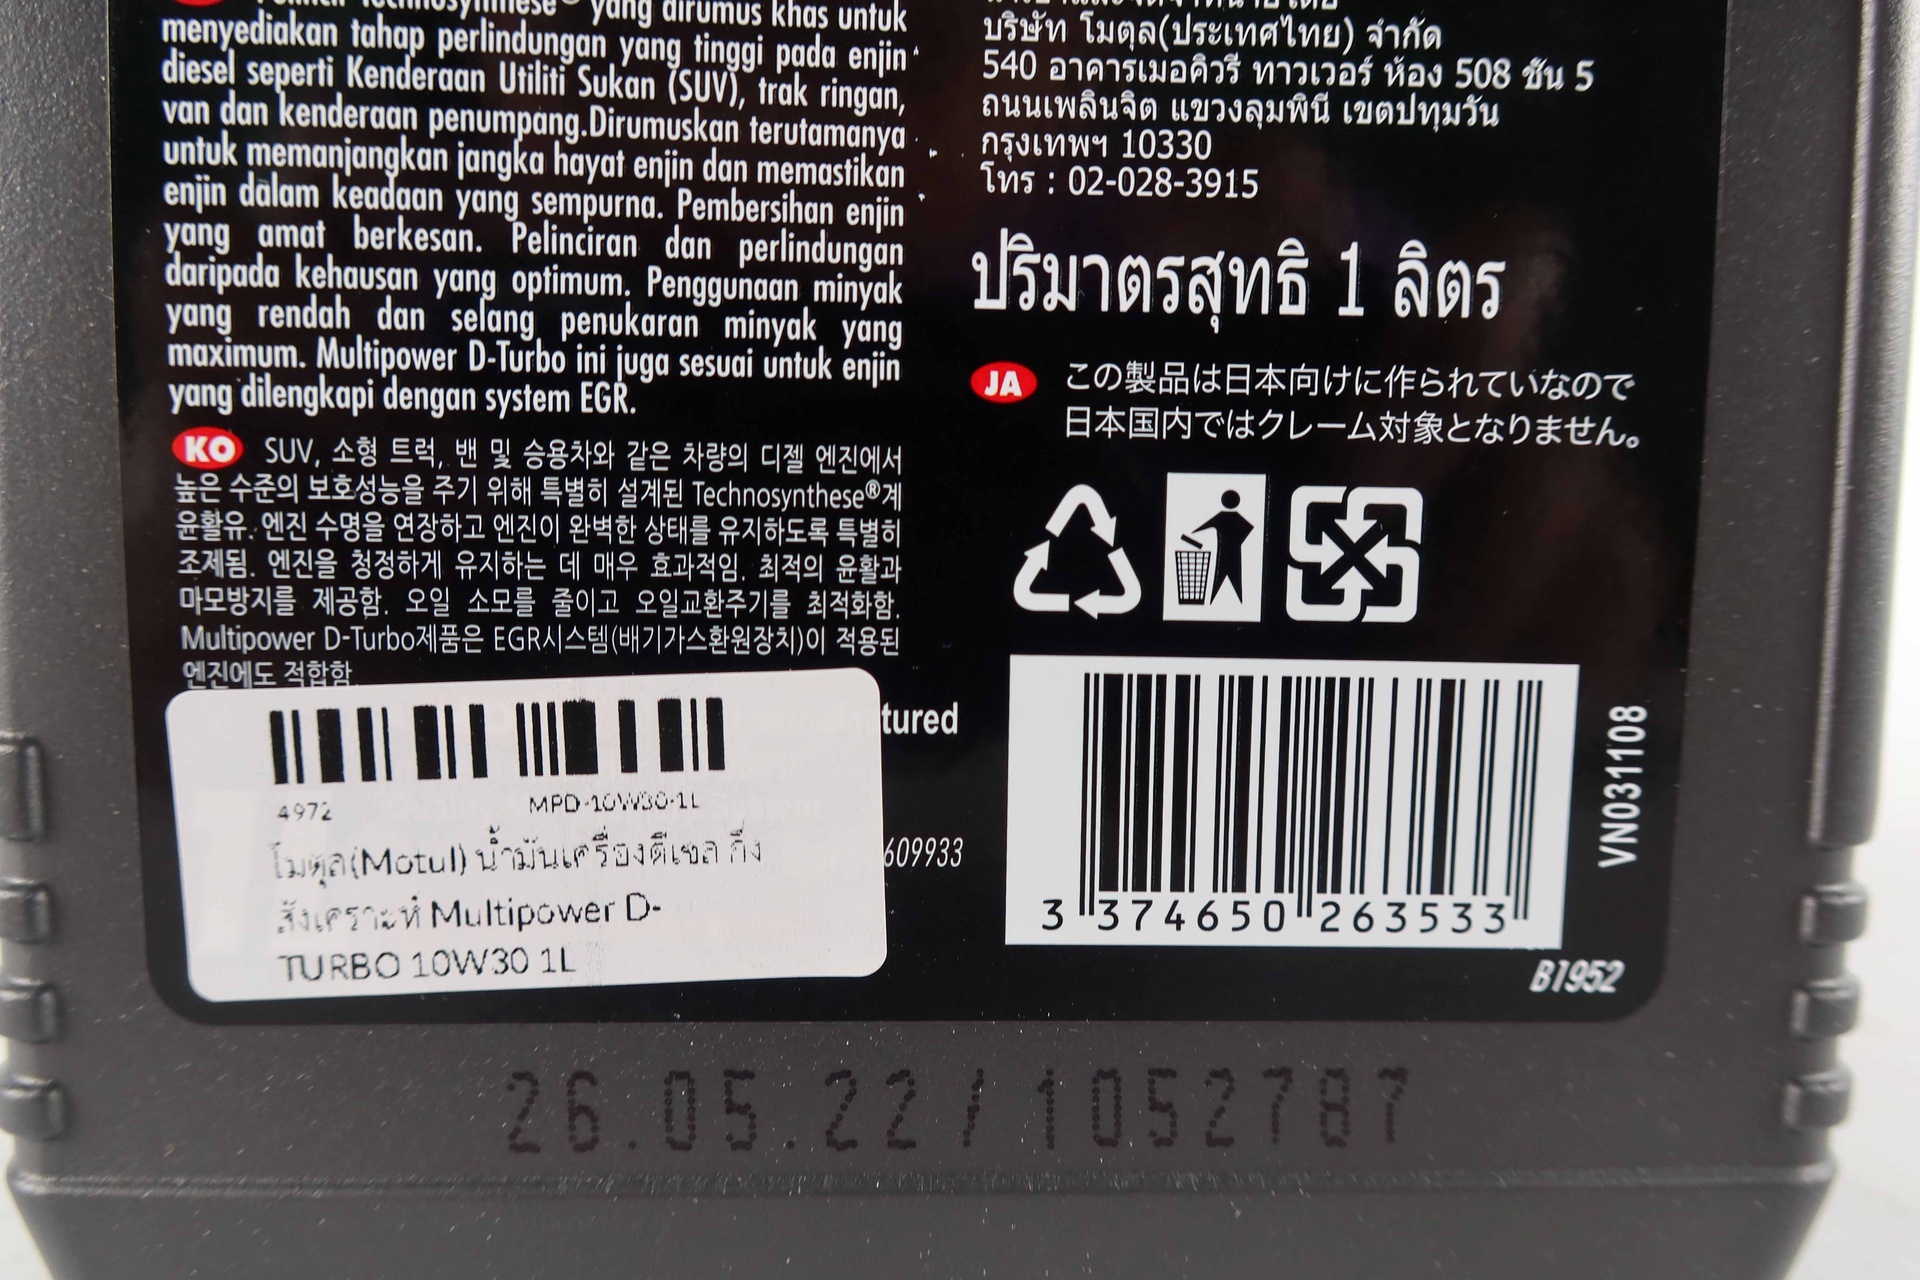 Technosynthese® yang dirumus khas untuk
menyediakan tahap perlindungan yang tinggi pada enjin
diesel seperti Kenderaan Utiliti Sukan (SUV), trak ringan,
van dan kenderaan penumpang.Dirumuskan terutamanya
untuk memanjangkan jangka hayat enjin dan memastikan
enjin dalam keadaan yang sempurna. Pembersihan enjin
yang amat berkesan. Pelinciran dan perlindungan
daripada kehausan yang optimum. Penggunaan minyak
yang rendah dan selang penukaran minyak yang
maximum. Multipower D-Turbo ini juga sesuai untuk enjin
yang dilengkapi dengan system EGR.
KO SUV, 소형 트럭, 밴 및 승용차와 같은 차량의 디젤 엔진에서
높은 수준의 보호성능을 주기 위해 특별히 설계된 Technosynthese®계
윤활유. 엔진 수명을 연장하고 엔진이 완벽한 상태를 유지하도록 특별히
조제됨. 엔진을 청정하게 유지하는 데 매우 효과적임. 최적의 윤활과
마모방지를 제공함. 오일 소모를 줄이고 오일교환주기를 최적화함.
Multipower D-Turbo제품은 EGR시스템(배기가스환원장치)이 적용된
엔진에도 적합함
tured
609933
4972 MPD-10W30-1L
โมตุล(Motul) น้ำมันเครื่องดีเซล กึ่ง
สังเคราะห์ Multipower D-
TURBO 10W30 1L
บริษัท โมตุล(ประเทศไทย) จำกัด
540 อาคารเมอคิวรี ทาวเวอร์ ห้อง 508 ชั้น 5
ถนนเพลินจิต แขวงลุมพินี เขตปทุมวัน
กรุงเทพฯ 10330
โทร : 02-028-3915
ปริมาตรสุทธิ 1 ลิตร
JA この製品は日本向けに作られていなので
日本国内ではクレーム対象となりません。
3 374650 263533
VN031108
B1952
26.05.22/1052787